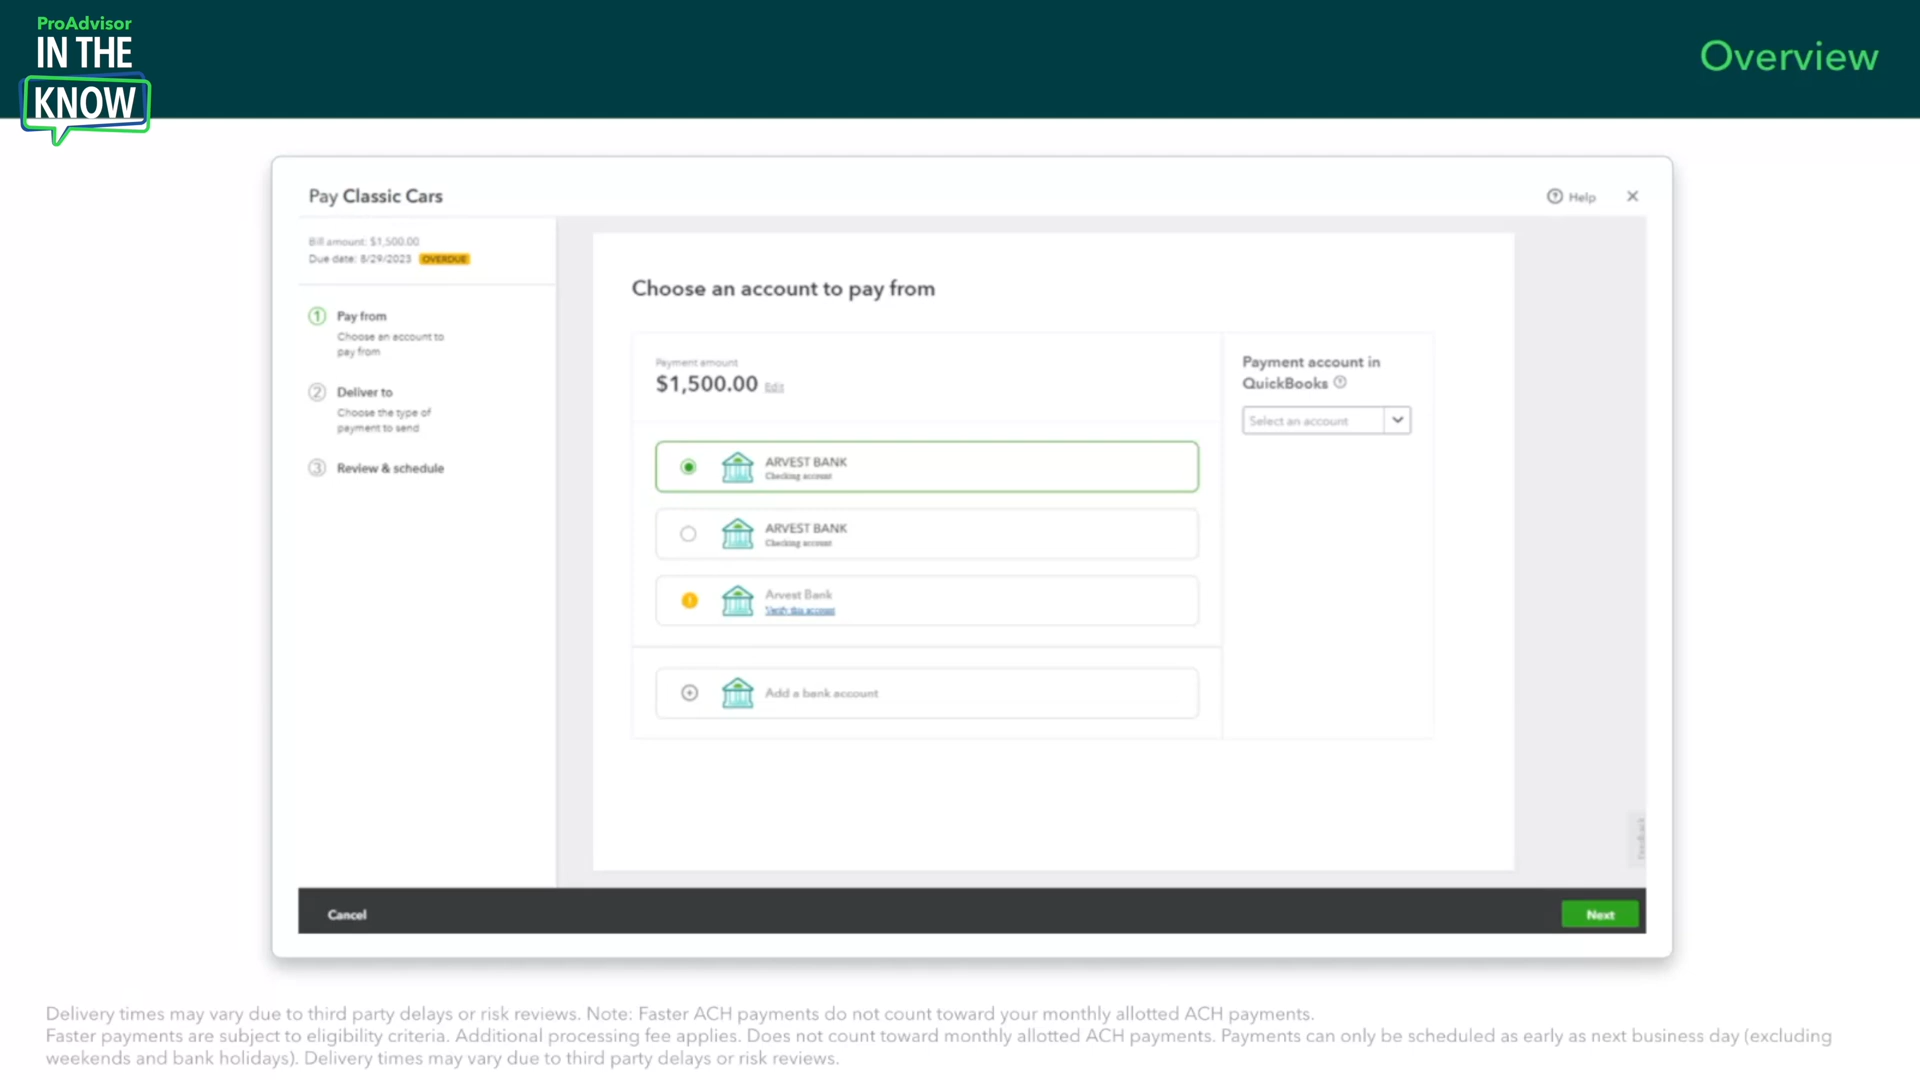 ProAdvisor
IN THE
KNOW
Overview
Pay Classic Cars
Help
Bill amount: $1,500.00
Due date: 8/29/2023 OVERDUE
1 Pay from
Choose an account to
pay from
2 Deliver to
Choose the type of
payment to send
3 Review & schedule
Choose an account to pay from
Payment amount
$1,500.00 Edit
ARVEST BANK
Checking account
ARVEST BANK
Checking account
Arvest Bank
Verify this account
Add a bank account
Payment account in
QuickBooks
Select an account
Feedback
Cancel
Next
Delivery times may vary due to third party delays or risk reviews. Note: Faster ACH payments do not count toward your monthly allotted ACH payments.
Faster payments are subject to eligibility criteria. Additional processing fee applies. Does not count toward monthly allotted ACH payments. Payments can only be scheduled as early as next business day (excluding
weekends and bank holidays). Delivery times may vary due to third party delays or risk reviews.